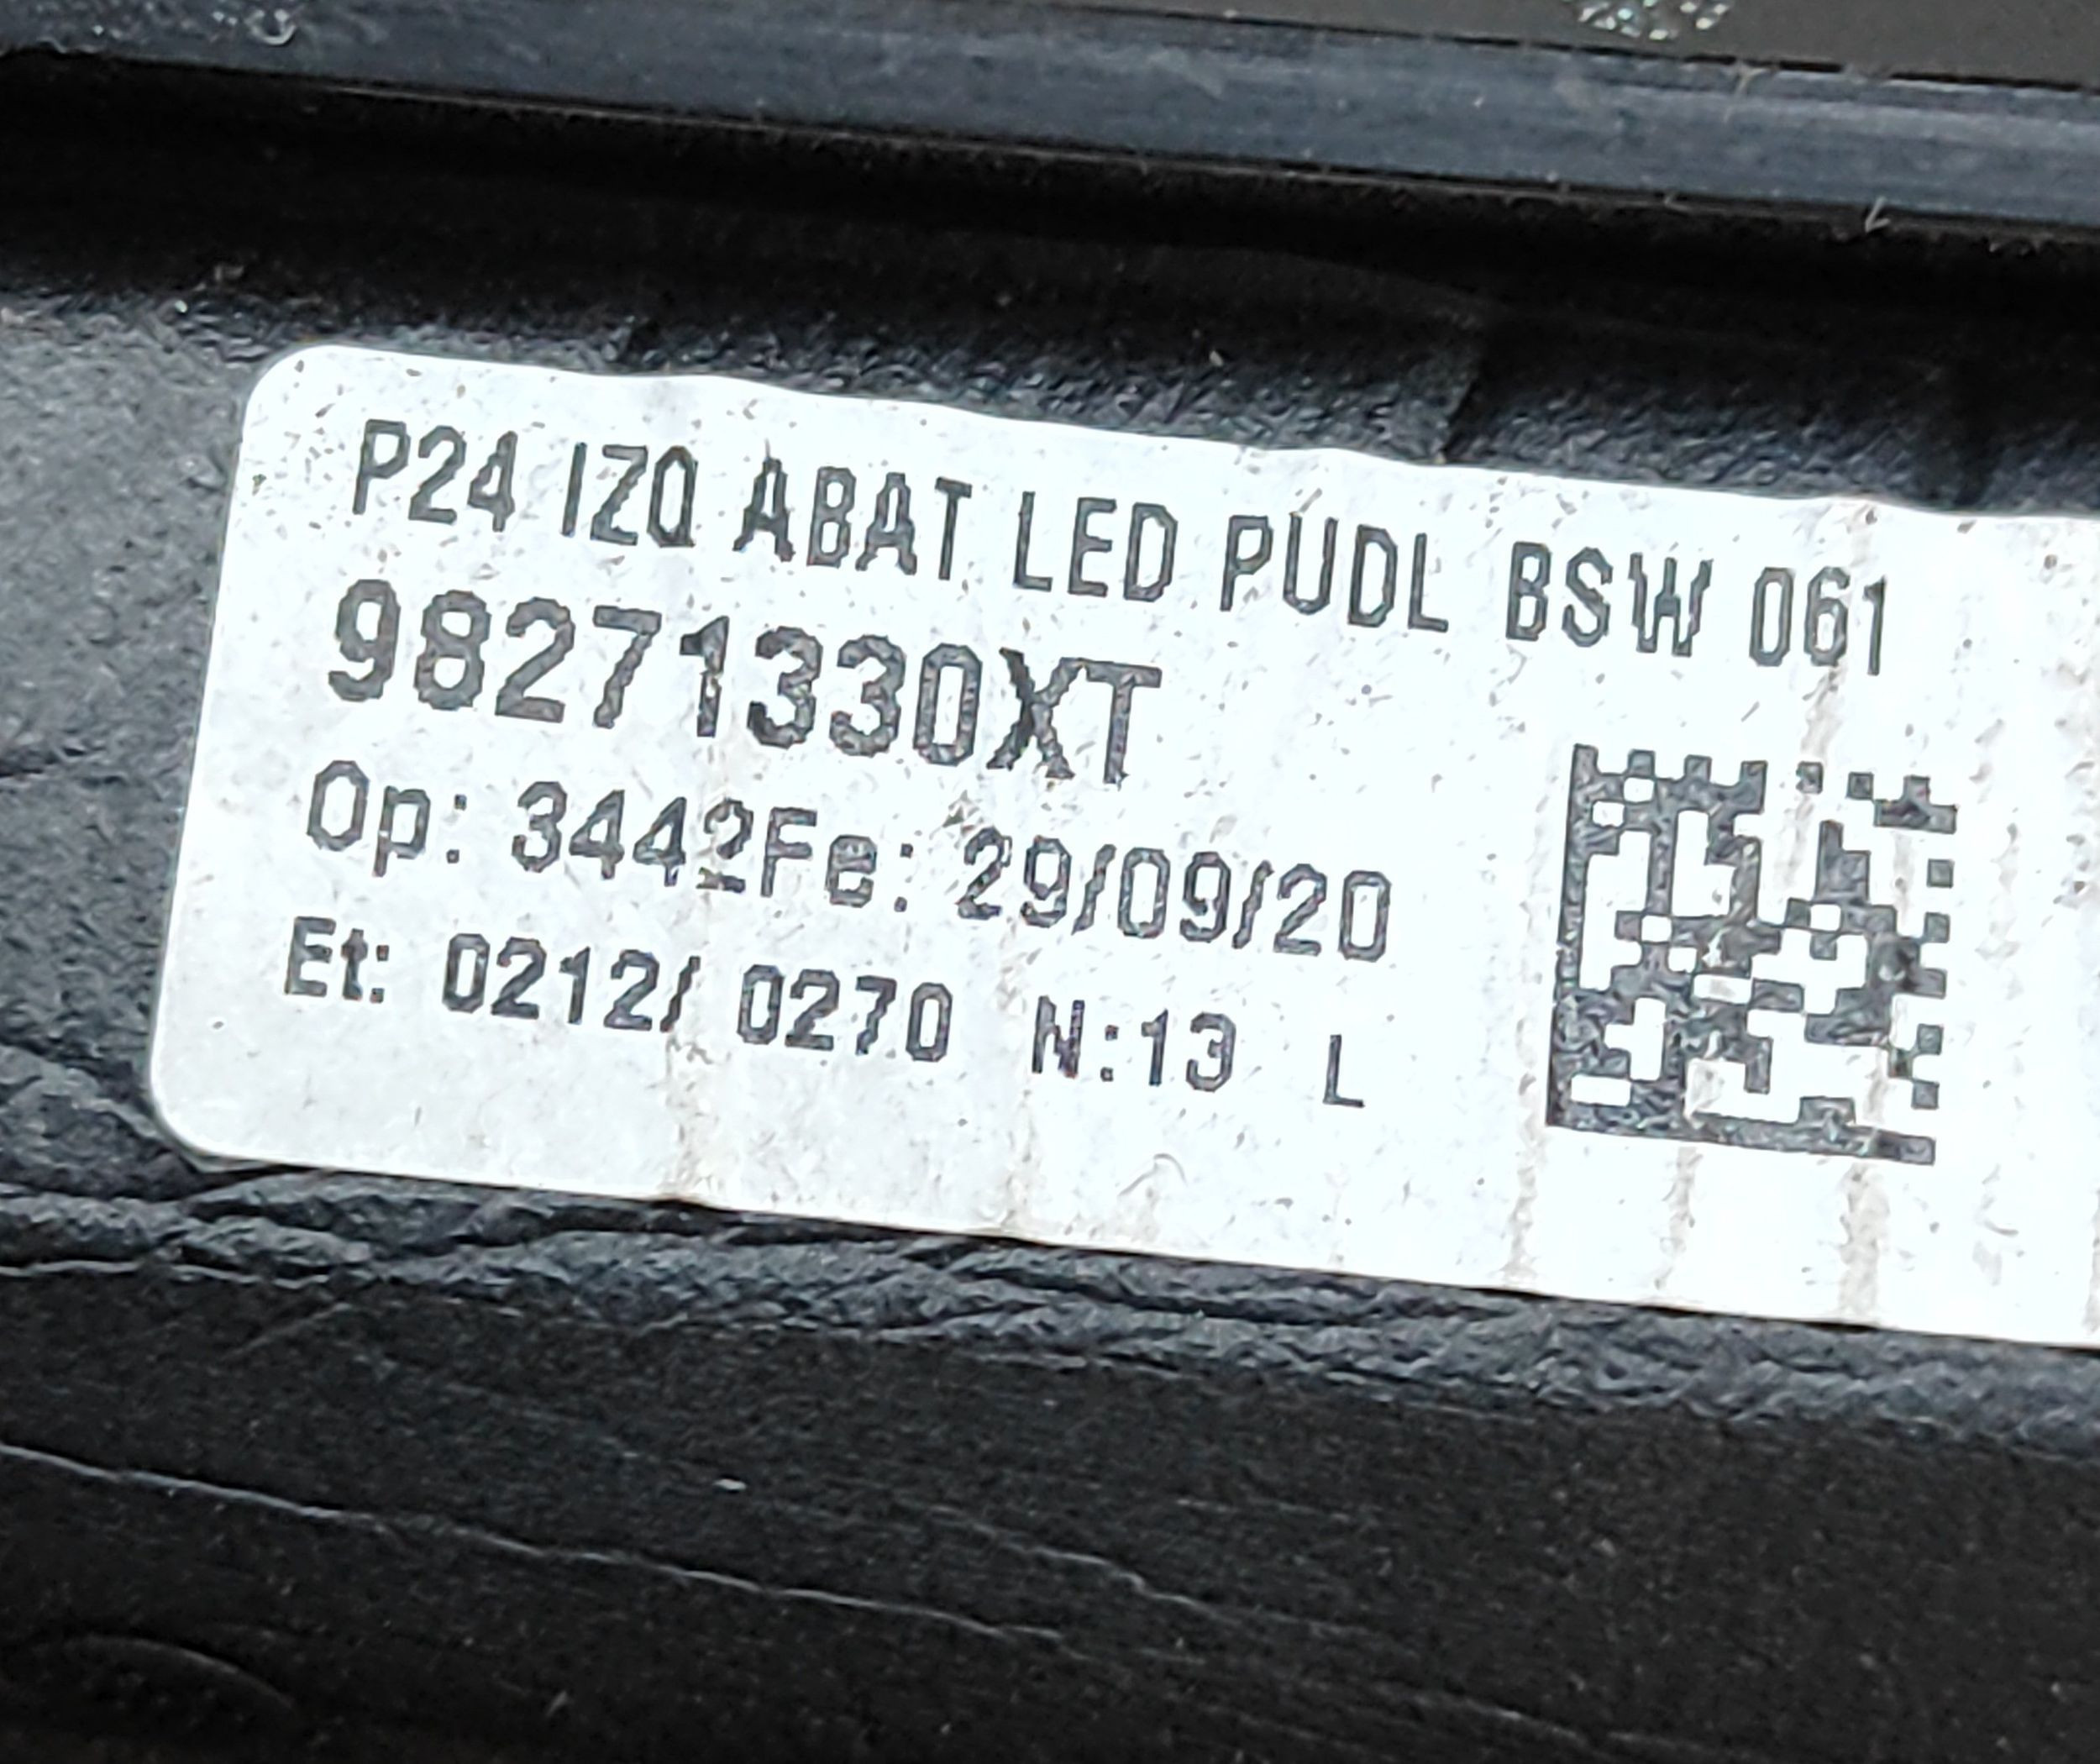 P24 IZQ ABAT LED PUDL BSW 061
98271330XT
Op: 3442Fe: 29/09/20
Et: 0212/ 0270 N:13 L